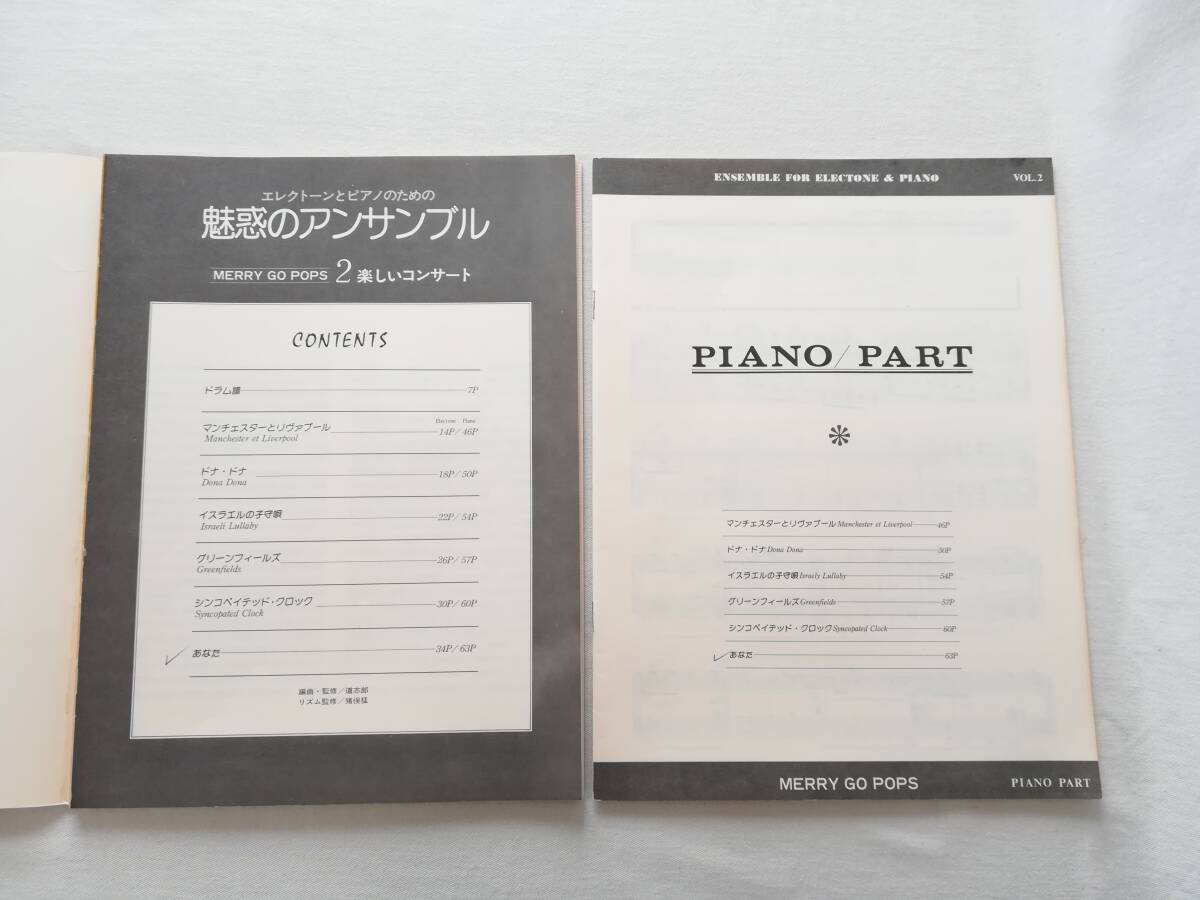 エレクトーンとピアノのための
魅惑のアンサンブル
MERRY GO POPS 2 楽しいコンサート
CONTENTS
ドラム譜 7P
Electone Piano
マンチェスターとリヴァプール 14P/46P
Manchester et Liverpool
ドナ・ドナ 18P/50P
Dona Dona
イスラエルの子守唄 22P/54P
Israeli Lullaby
グリーンフィールズ 26P/57P
Greenfields
シンコペイテッド・クロック 30P/60P
Syncopated Clock
あなた 34P/63P
編曲・監修/道志郎
リズム監修/猪俣猛
ENSEMBLE FOR ELECTONE & PIANO VOL.2
PIANO/PART
マンチェスターとリヴァプール Manchester et Liverpool 46P
ドナ・ドナ Dona Dona 50P
イスラエルの子守唄 Israely Lullaby 54P
グリーンフィールズ Greenfields 57P
シンコペイテッド・クロック Syncopated Clock 60P
あなた 63P
MERRY GO POPS PIANO PART